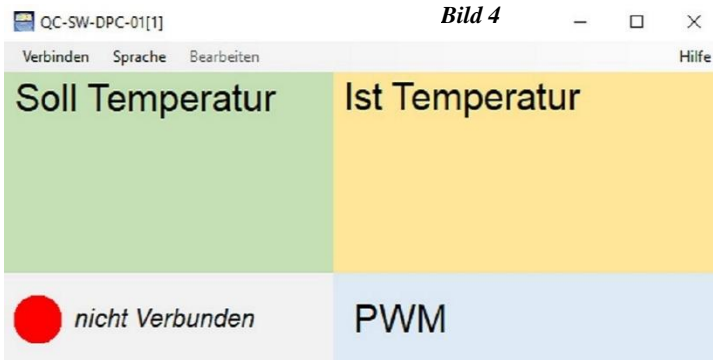 QC-SW-DPC-01[1] Bild 4
Verbinden Sprache Bearbeiten Hilfe
Soll Temperatur Ist Temperatur
nicht Verbunden PWM